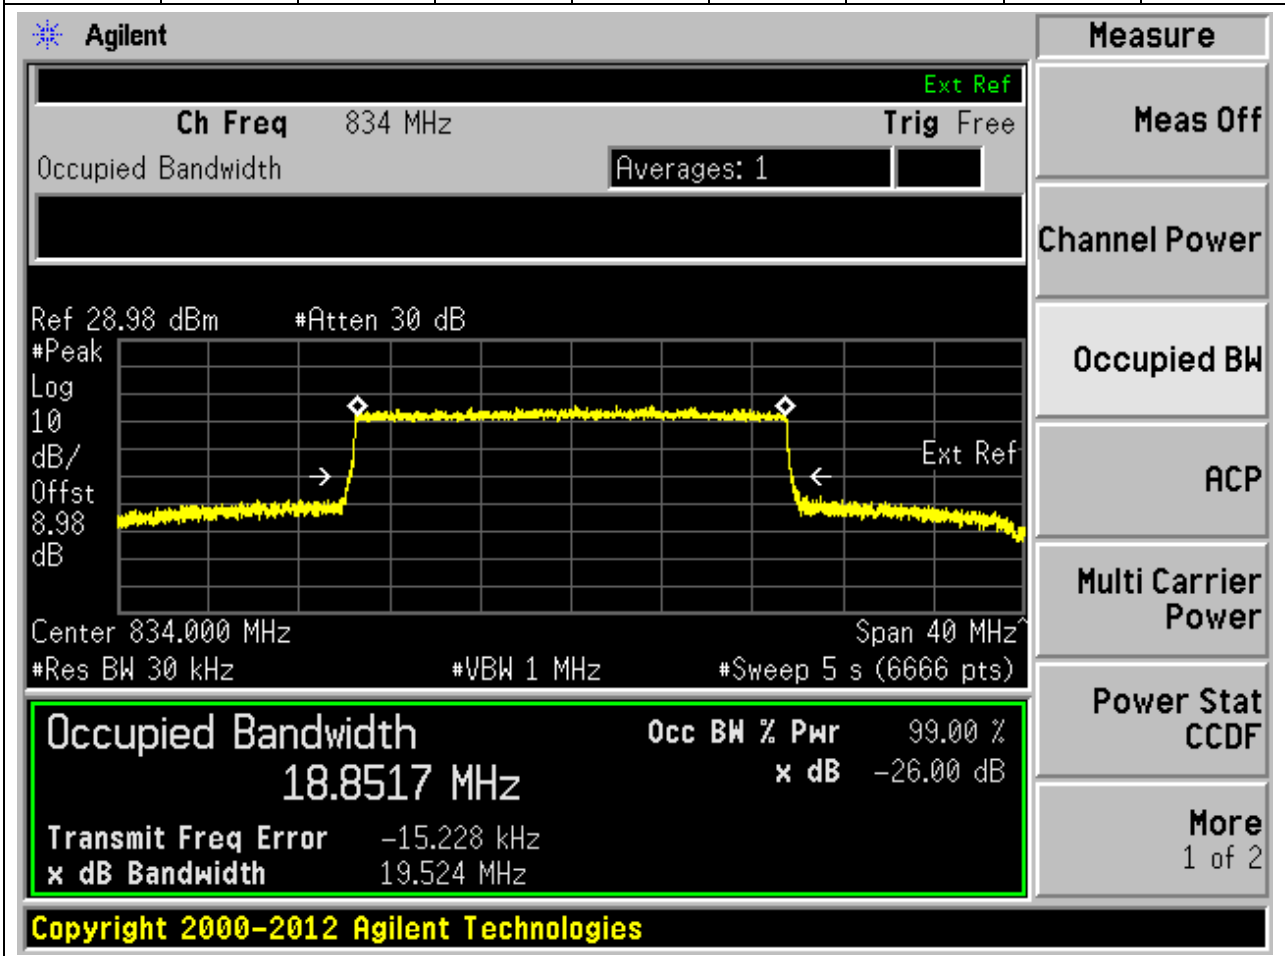 Agilent
Measure
Ext Ref
Ch Freq 834 MHz Trig Free
Occupied Bandwidth Averages: 1
Ref 28.98 dBm #Atten 30 dB
#Peak
Log
10
dB/
Offst
8.98
dB
Ext Ref
Center 834.000 MHz Span 40 MHz^
#Res BW 30 kHz #VBW 1 MHz #Sweep 5 s (6666 pts)
Occupied Bandwidth Occ BW % Pwr 99.00 %
18.8517 MHz x dB -26.00 dB
Transmit Freq Error -15.228 kHz
x dB Bandwidth 19.524 MHz
Copyright 2000-2012 Agilent Technologies
Meas Off
Channel Power
Occupied BW
ACP
Multi Carrier
Power
Power Stat
CCDF
More
1 of 2